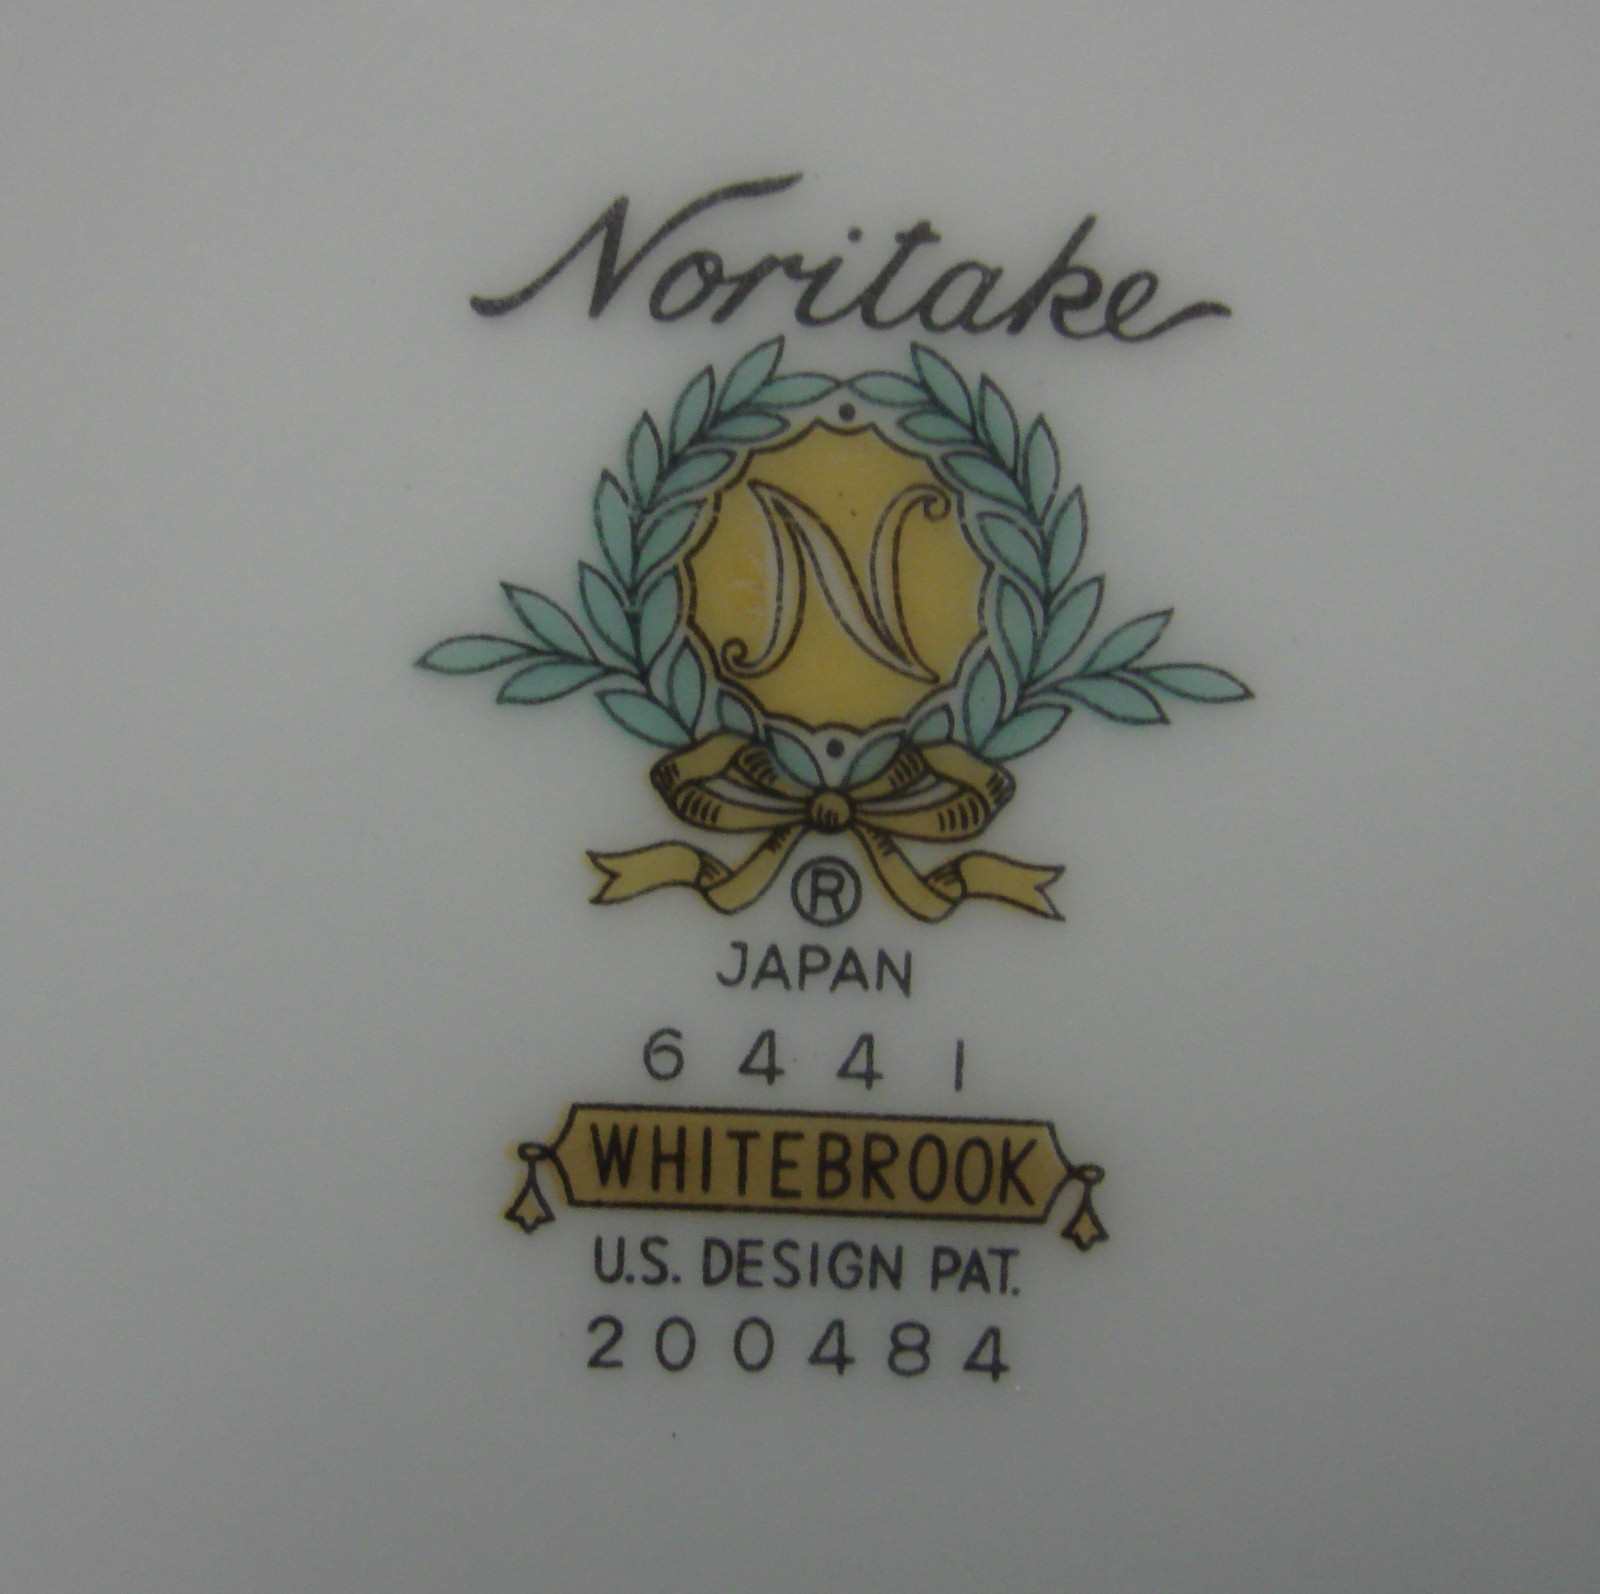 Noritake
N
®
JAPAN
6441
WHITEBROOK
U.S. DESIGN PAT.
200484